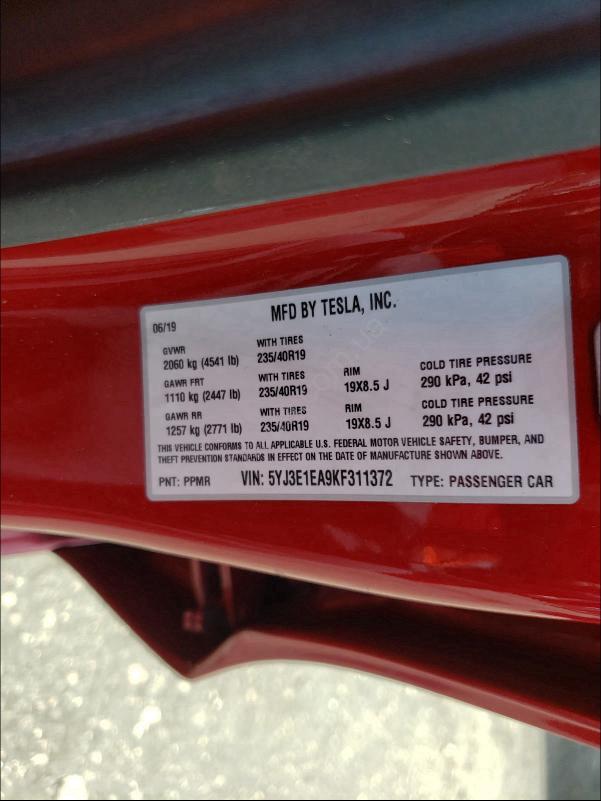 MFD BY TESLA, INC.
06/19
GVWR WITH TIRES
2060 kg (4541 lb) 235/40R19
GAWR FRT WITH TIRES RIM COLD TIRE PRESSURE
1110 kg (2447 lb) 235/40R19 19X8.5 J 290 kPa, 42 psi
GAWR RR WITH TIRES RIM COLD TIRE PRESSURE
1257 kg (2771 lb) 235/40R19 19X8.5 J 290 kPa, 42 psi
THIS VEHICLE CONFORMS TO ALL APPLICABLE U.S. FEDERAL MOTOR VEHICLE SAFETY, BUMPER, AND
THEFT PREVENTION STANDARDS IN EFFECT ON THE DATE OF MANUFACTURE SHOWN ABOVE.
PNT: PPMR VIN: 5YJ3E1EA9KF311372 TYPE: PASSENGER CAR